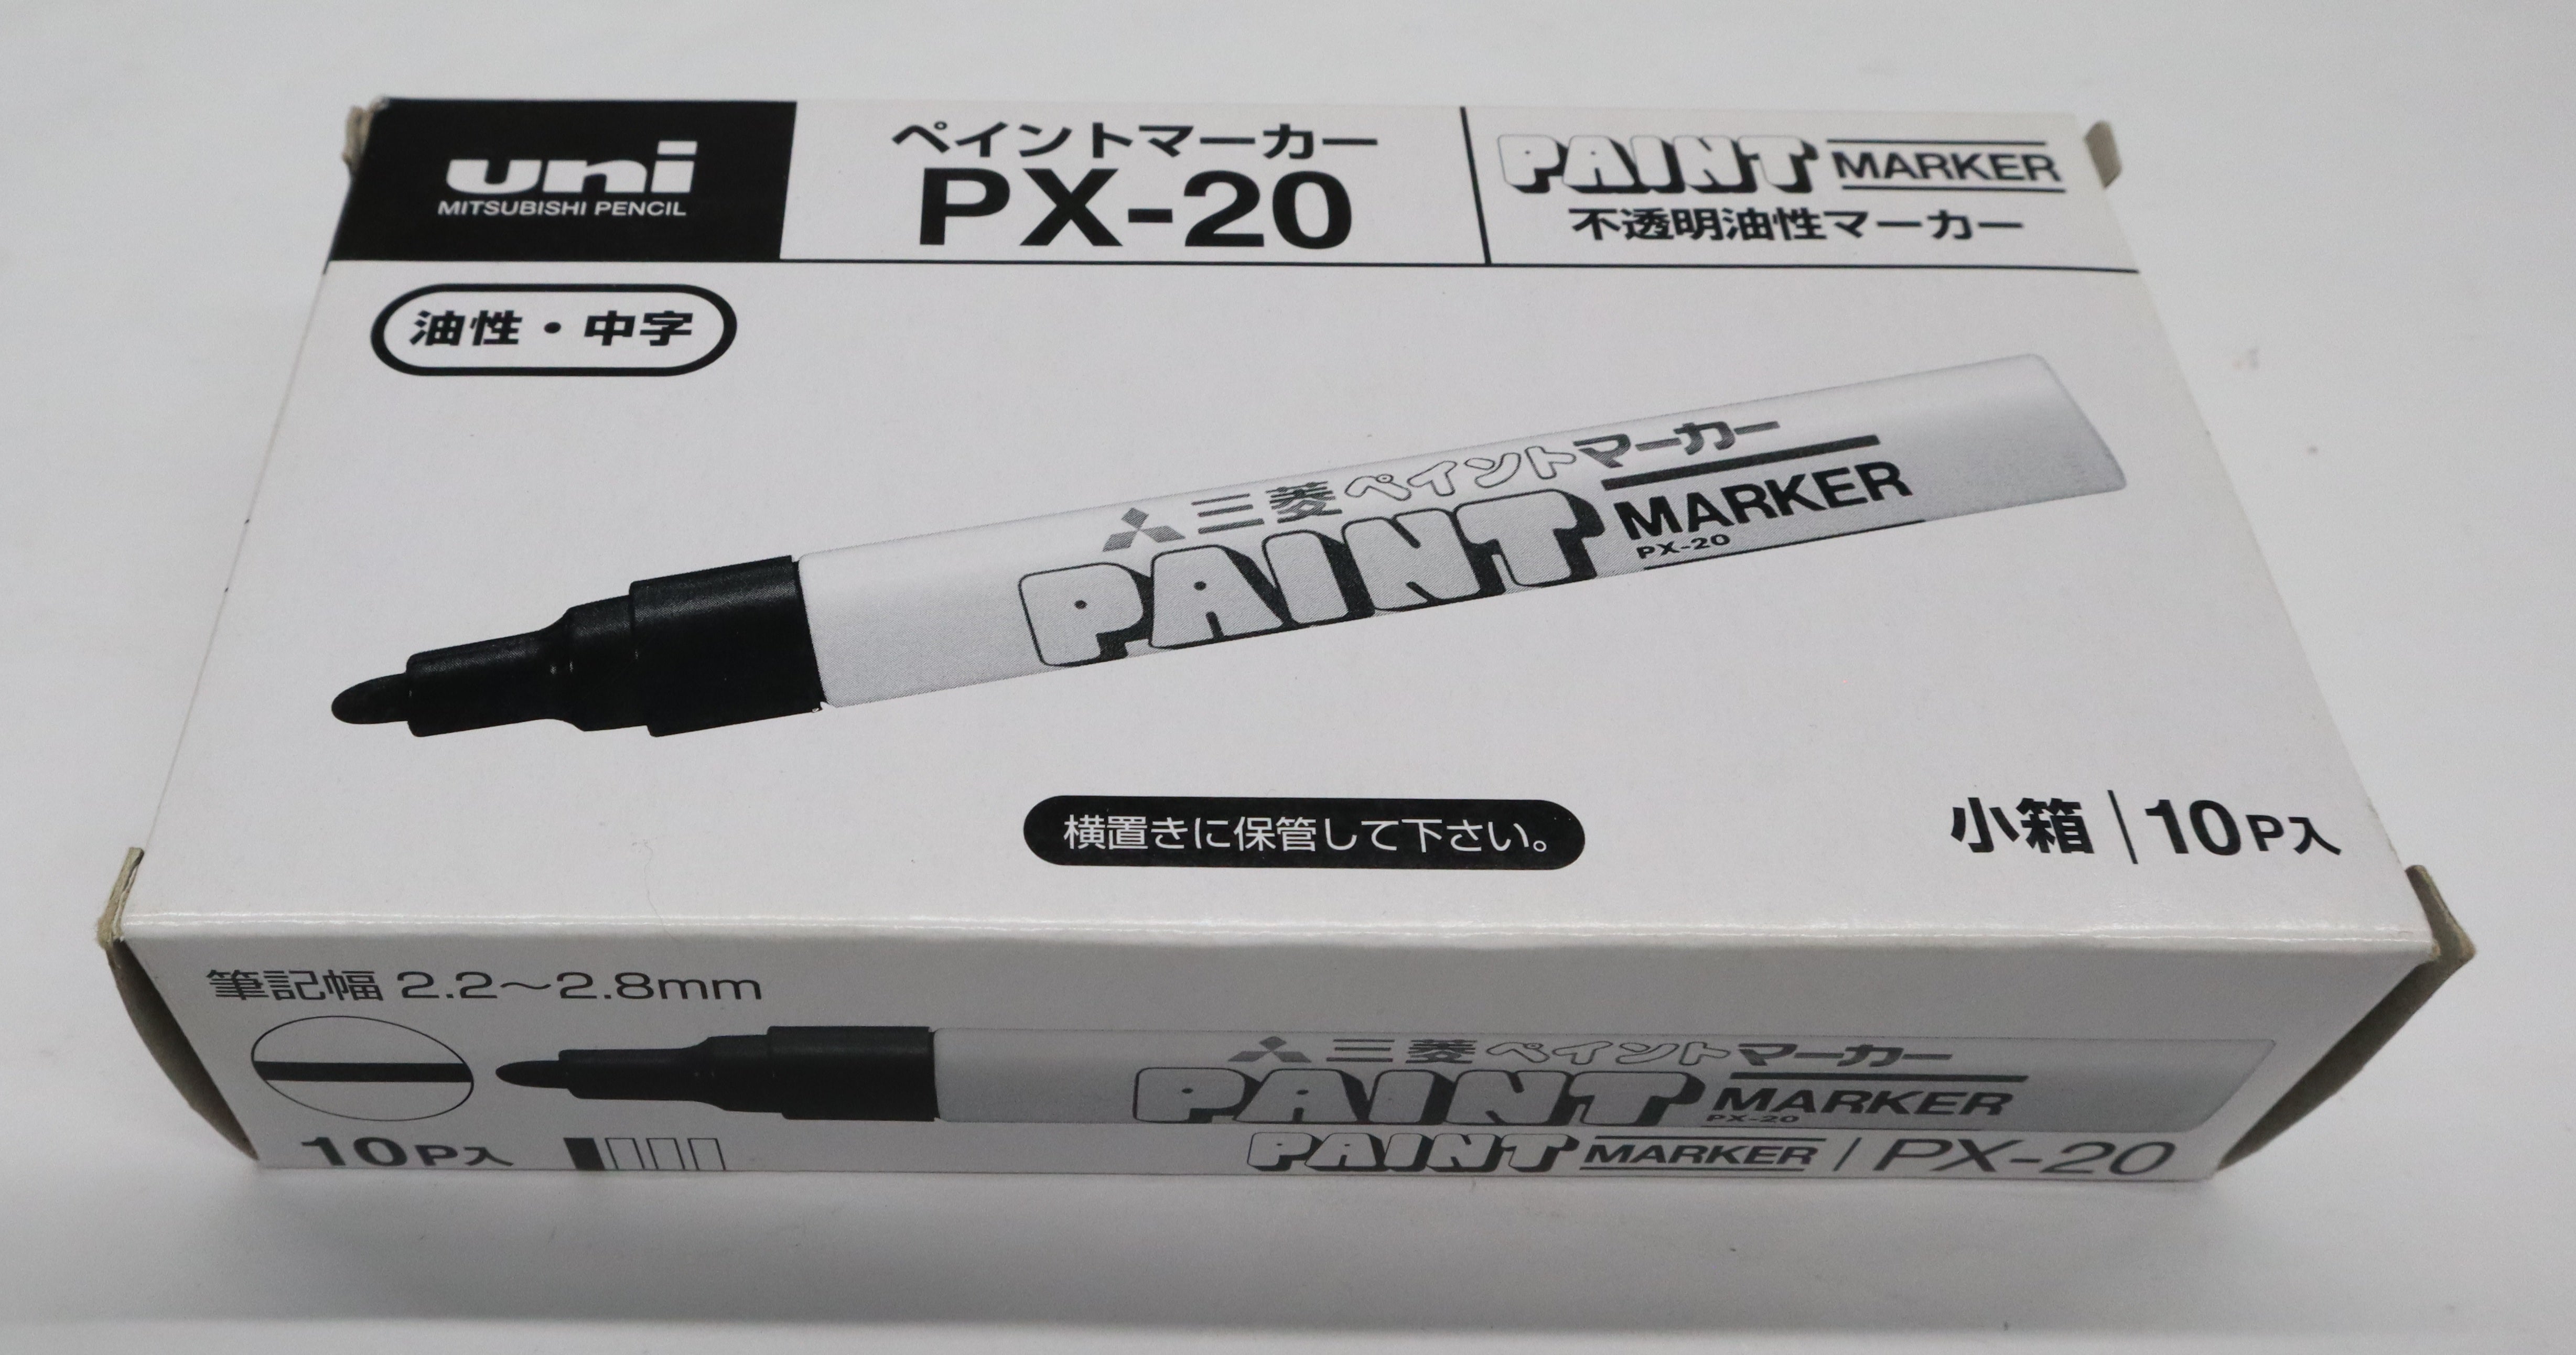 uni
MITSUBISHI PENCIL
ペイントマーカー
PX-20
PAINT MARKER
不透明油性マーカー
油性・中字
三菱ペイントマーカー
PAINT MARKER
PX-20
横置きに保管して下さい。
小箱 | 10P入
筆記幅 2.2～2.8mm
三菱ペイントマーカー
PAINT MARKER
PX-20
10P入
PAINT MARKER / PX-20